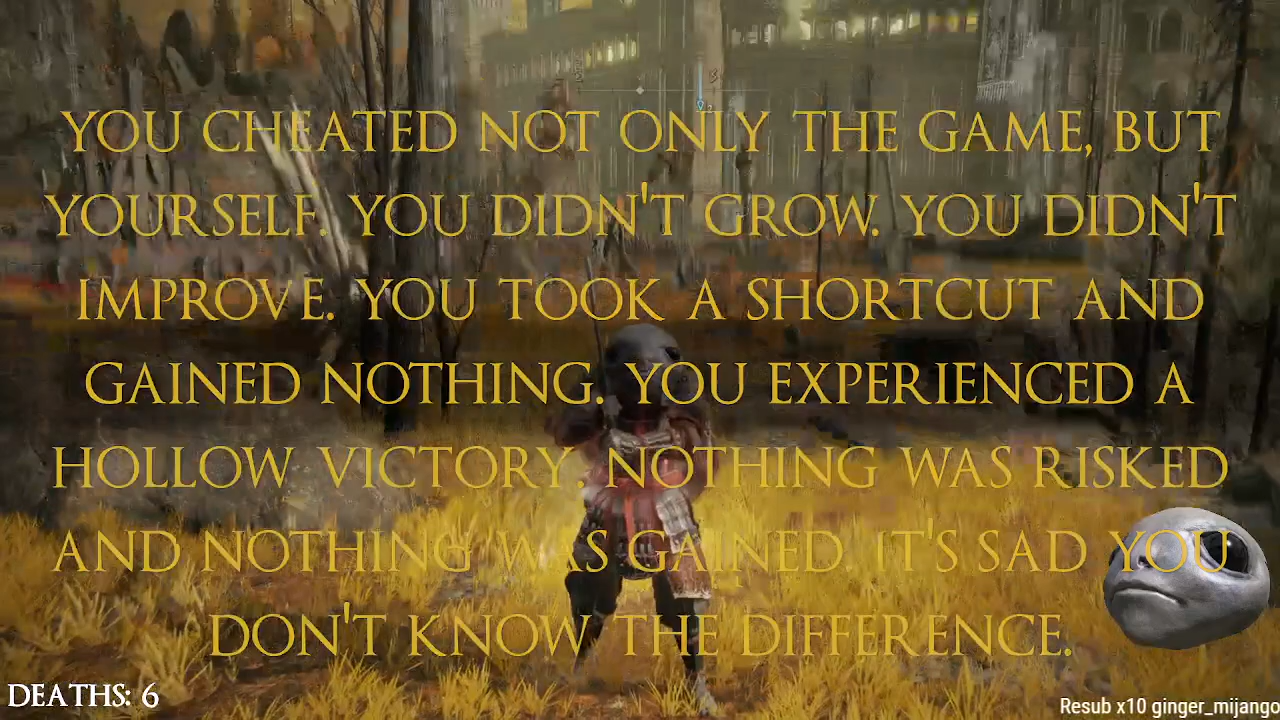 YOU CHEATED NOT ONLY THE GAME, BUT
YOURSELF. YOU DIDN'T GROW. YOU DIDN'T
IMPROVE. YOU TOOK A SHORTCUT AND
GAINED NOTHING. YOU EXPERIENCED A
HOLLOW VICTORY. NOTHING WAS RISKED
AND NOTHING WAS GAINED. IT'S SAD YOU
DON'T KNOW THE DIFFERENCE.
DEATHS: 6
Resub x10 ginger_mijango